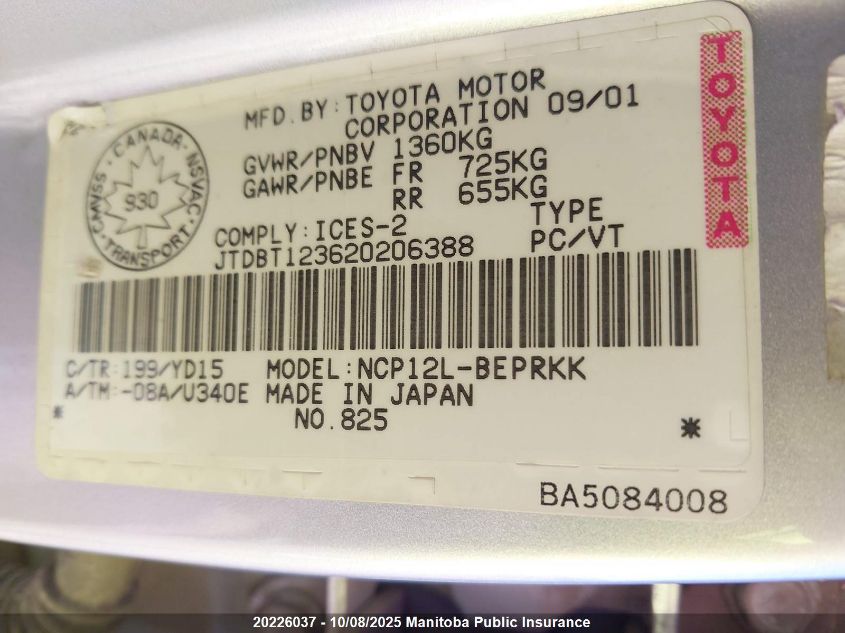 MFD. BY: TOYOTA MOTOR
CORPORATION 09/01
GVWR/PNBV 1360KG
GAWR/PNBE FR 725KG
RR 655KG
COMPLY: ICES-2
TYPE
JTDBT123620206388
PC/VT
CANADA · NSVAC · TRANSPORT · CMVSS
930
TOYOTA
C/TR: 199/YD15 MODEL: NCP12L-BEPRKK
A/TM: -08A/U340E MADE IN JAPAN
* NO. 825 *
BA5084008
20226037 - 10/08/2025 Manitoba Public Insurance